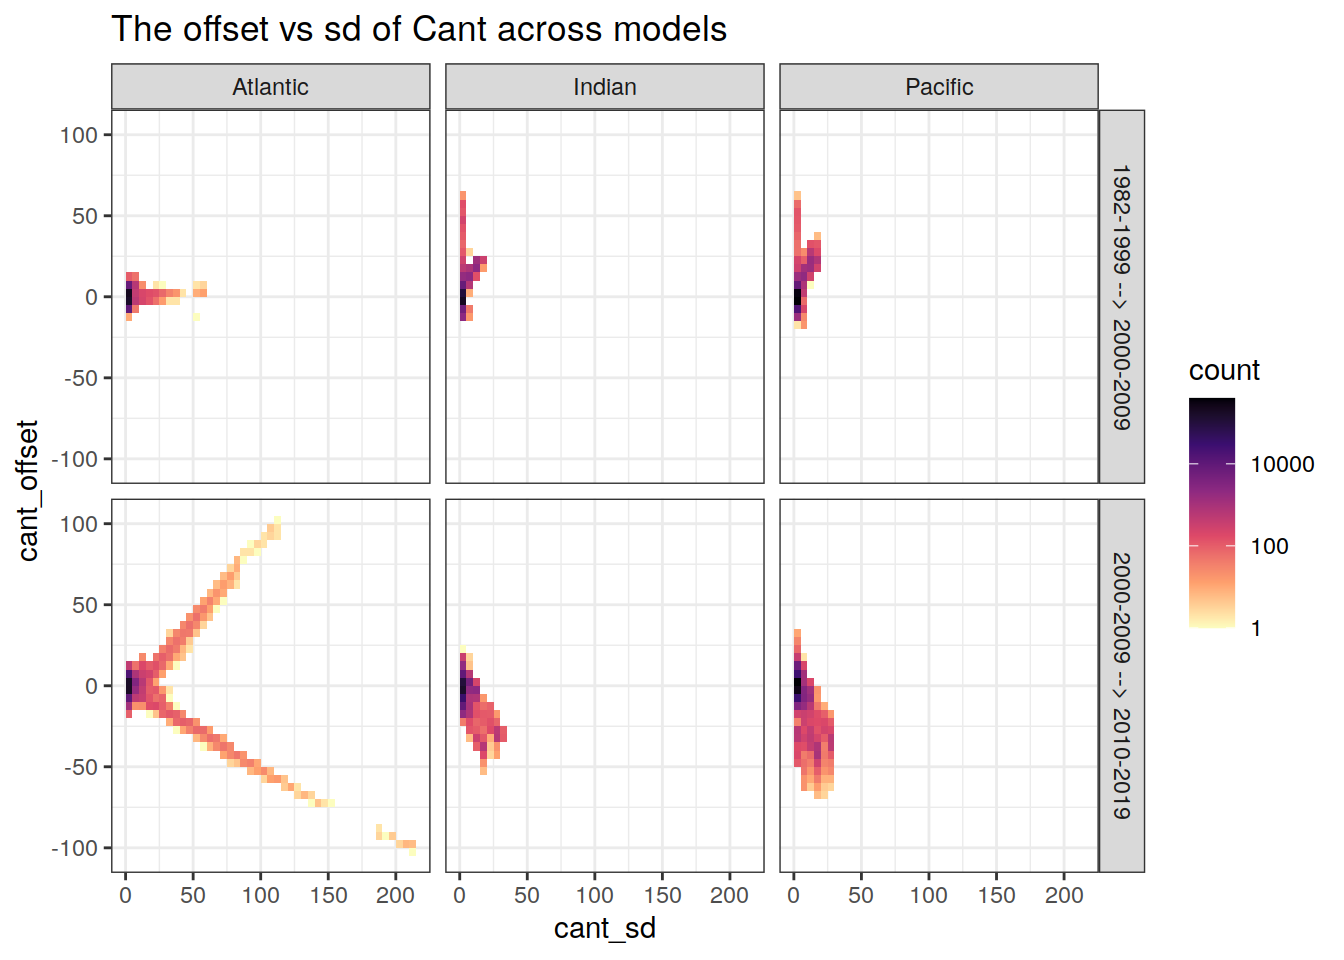 The offset vs sd of Cant across models
Atlantic
Indian
Pacific
100
50
0
-50
-100
1982-1999 --> 2000-2009
100
50
0
-50
-100
2000-2009 --> 2010-2019
cant_offset
0 50 100 150 200
0 50 100 150 200
0 50 100 150 200
cant_sd
count
10000
100
1